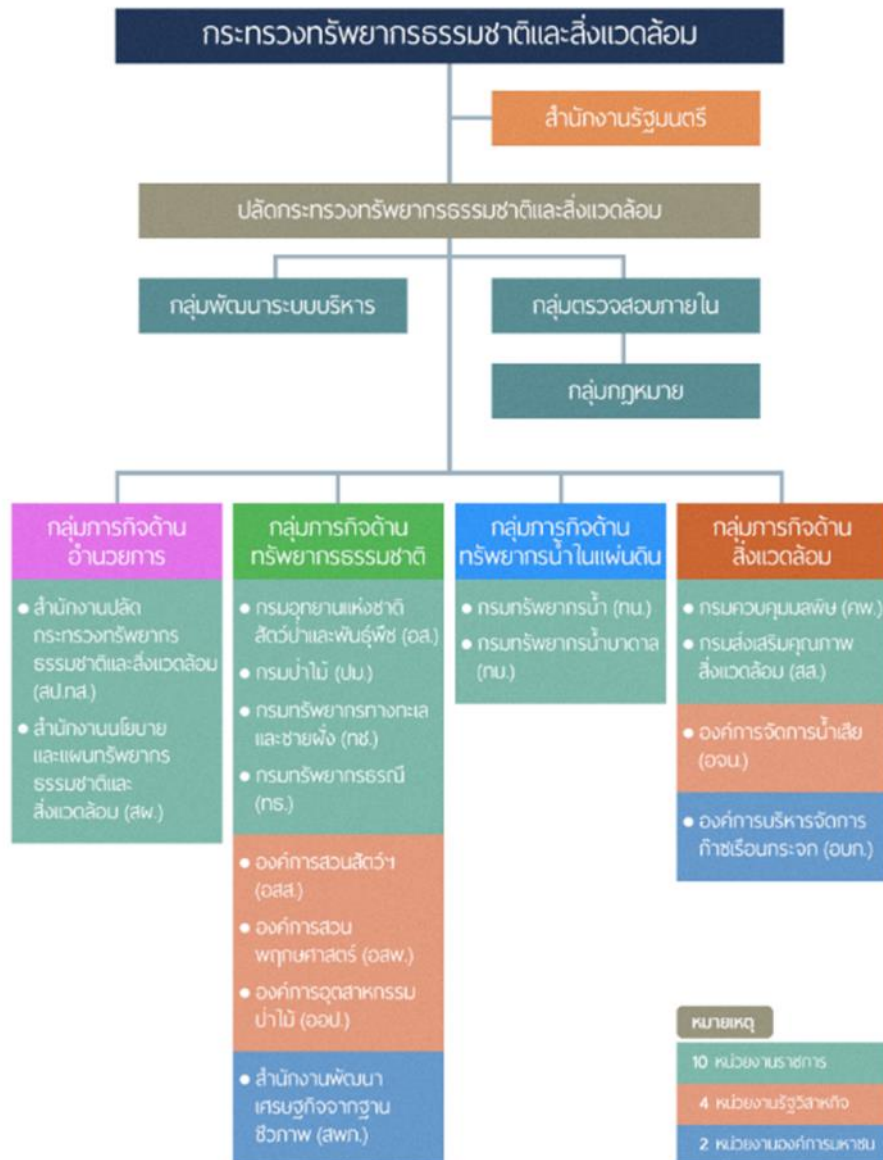 กระทรวงทรัพยากรธรรมชาติและสิ่งแวดล้อม
สำนักงานรัฐมนตรี
ปลัดกระทรวงทรัพยากรธรรมชาติและสิ่งแวดล้อม
กลุ่มพัฒนาระบบบริหาร
กลุ่มตรวจสอบภายใน
กลุ่มกฎหมาย
กลุ่มภารกิจด้าน
อำนวยการ
• สำนักงานปลัด
กระทรวงทรัพยากร
ธรรมชาติและสิ่งแวดล้อม
(สป.ทส.)
• สำนักงานนโยบาย
และแผนทรัพยากร
ธรรมชาติและ
สิ่งแวดล้อม (สผ.)
กลุ่มภารกิจด้าน
ทรัพยากรธรรมชาติ
• กรมอุทยานแห่งชาติ
สัตว์ป่าและพันธุ์พืช (อส.)
• กรมป่าไม้ (ปม.)
• กรมทรัพยากรทางทะเล
และชายฝั่ง (ทช.)
• กรมทรัพยากรธรณี
(ทธ.)
• องค์การสวนสัตว์ฯ
(อสส.)
• องค์การสวน
พฤกษศาสตร์ (อสพ.)
• องค์การอุตสาหกรรม
ป่าไม้ (ออป.)
• สำนักงานพัฒนา
เศรษฐกิจจากฐาน
ชีวภาพ (สพภ.)
กลุ่มภารกิจด้าน
ทรัพยากรน้ำในแผ่นดิน
• กรมทรัพยากรน้ำ (ทน.)
• กรมทรัพยากรน้ำบาดาล
(ทบ.)
กลุ่มภารกิจด้าน
สิ่งแวดล้อม
• กรมควบคุมมลพิษ (คพ.)
• กรมส่งเสริมคุณภาพ
สิ่งแวดล้อม (สส.)
• องค์การจัดการน้ำเสีย
(อจน.)
• องค์การบริหารจัดการ
ก๊าซเรือนกระจก (อบก.)
หมายเหตุ
10 หน่วยงานราชการ
4 หน่วยงานรัฐวิสาหกิจ
2 หน่วยงานองค์การมหาชน